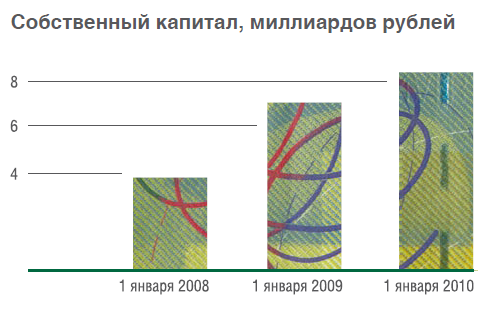 Собственный капитал, миллиардов рублей
8
6
4
1 января 2008
1 января 2009
1 января 2010